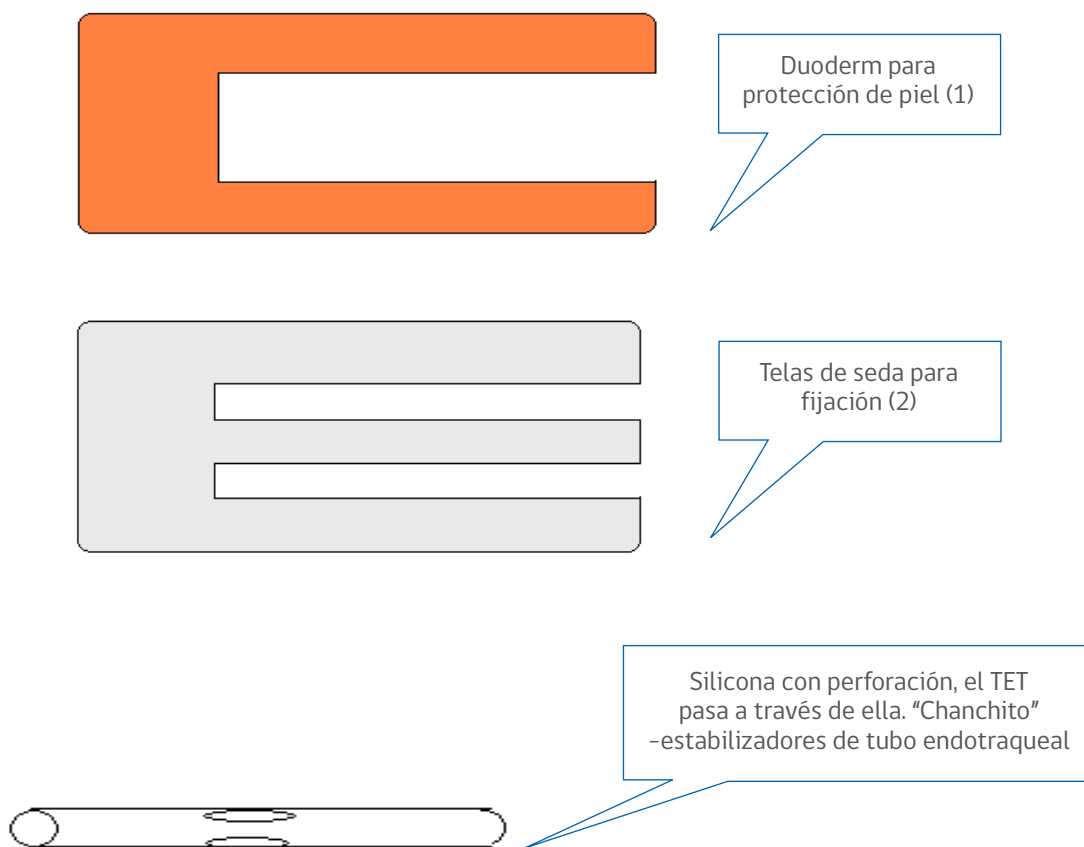 Duoderm para
protección de piel (1)
Telas de seda para
fijación (2)
Silicona con perforación, el TET
pasa a través de ella. “Chanchito”
-estabilizadores de tubo endotraqueal